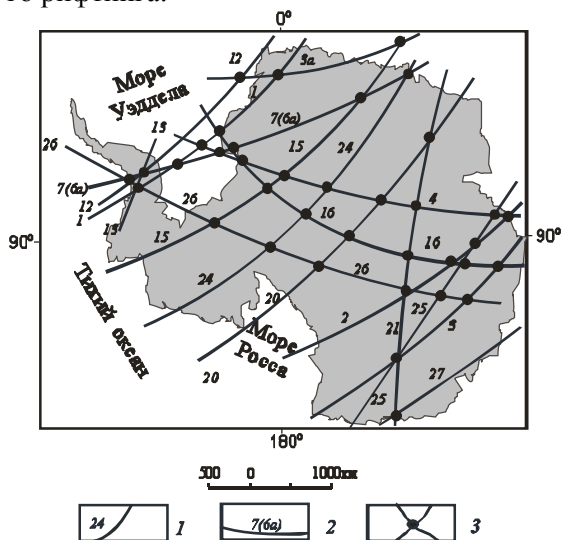 то рифтинга.
0°
12
3а
Море
Уэддела
1
7(6а)
13
26
15
24
7(6а)
12
1
13
26
4
16
90°
90°
15
16
24
26
20
25
2
21
3
Тихий океан
Море
Росса
20
27
25
180°
500 0 1000км
24 1 7(6а) 2 3